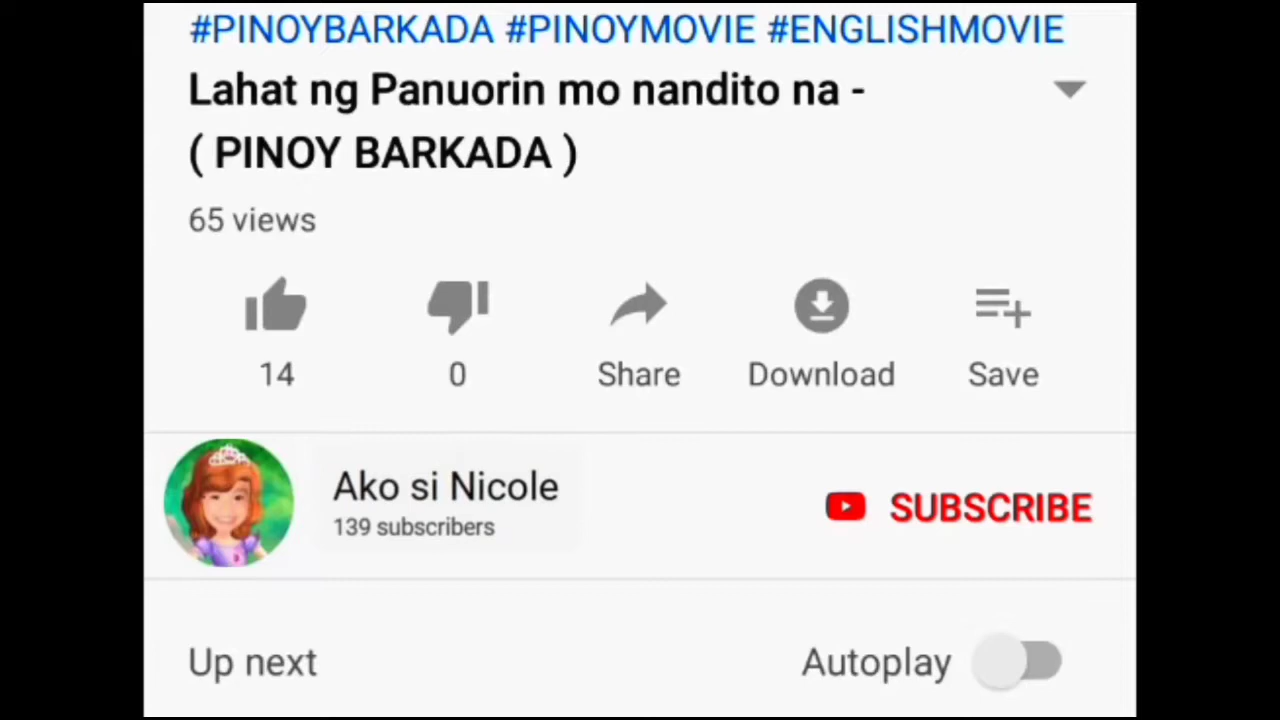 #PINOYBARKADA #PINOYMOVIE #ENGLISHMOVIE
Lahat ng Panuorin mo nandito na -
( PINOY BARKADA )
65 views
14 0 Share Download Save
Ako si Nicole
139 subscribers
SUBSCRIBE
Up next Autoplay